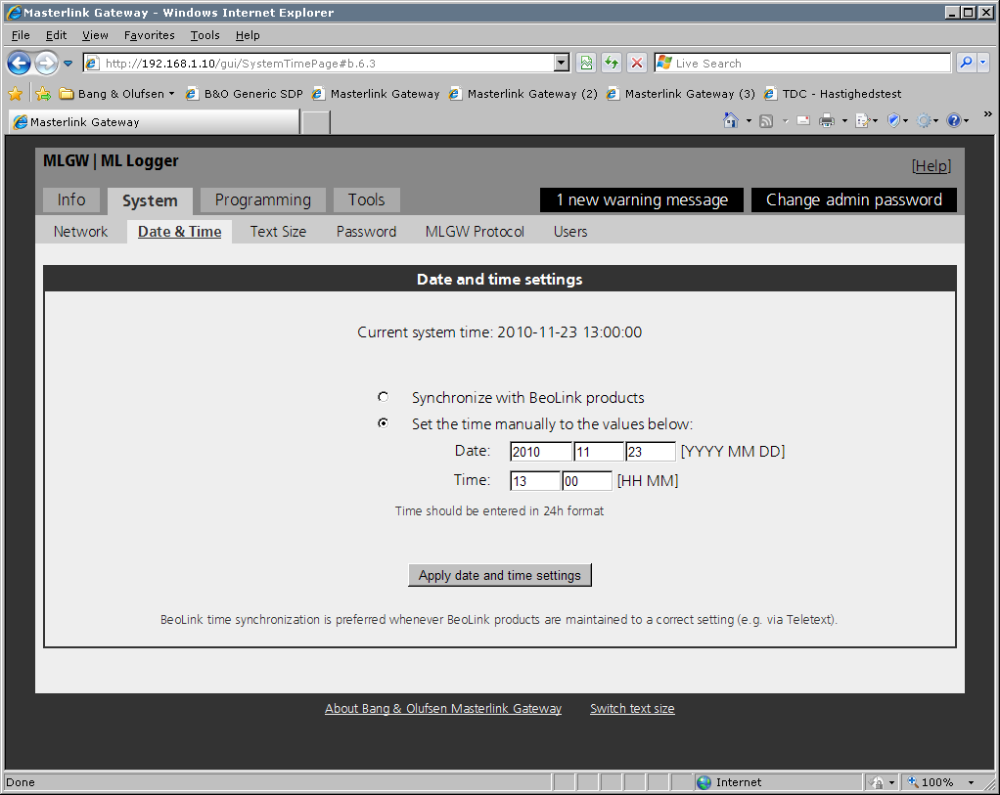 Masterlink Gateway - Windows Internet Explorer
File Edit View Favorites Tools Help
http://192.168.1.10/gui/SystemTimePage#b.6.3 Live Search
Bang & Olufsen B&O Generic SDP Masterlink Gateway Masterlink Gateway (2) Masterlink Gateway (3) TDC - Hastighedstest
Masterlink Gateway
MLGW | ML Logger [Help]
Info System Programming Tools 1 new warning message Change admin password
Network Date & Time Text Size Password MLGW Protocol Users
Date and time settings
Current system time: 2010-11-23 13:00:00
Synchronize with BeoLink products
Set the time manually to the values below:
Date: 2010 11 23 [YYYY MM DD]
Time: 13 00 [HH MM]
Time should be entered in 24h format
Apply date and time settings
BeoLink time synchronization is preferred whenever BeoLink products are maintained to a correct setting (e.g. via Teletext).
About Bang & Olufsen Masterlink Gateway Switch text size
Done Internet 100%